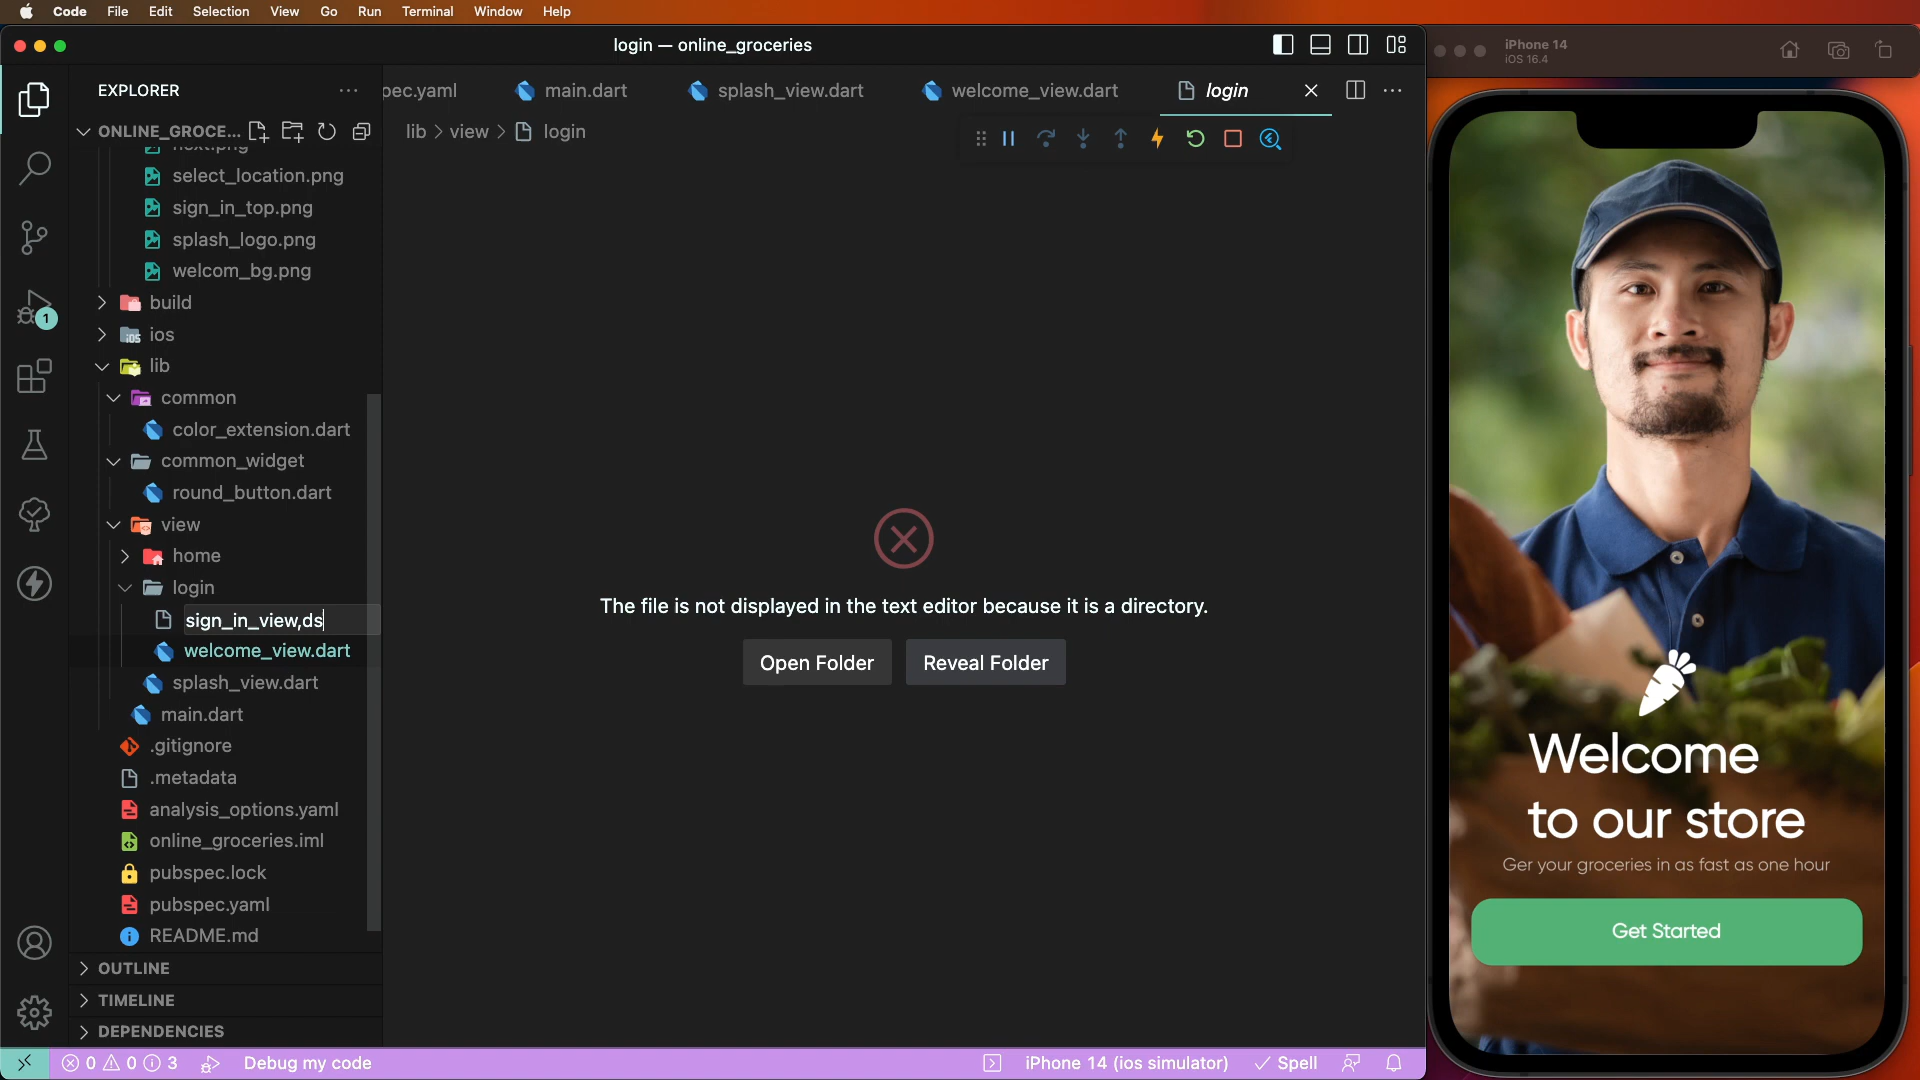 Code File Edit Selection View Go Run Terminal Window Help
login — online_groceries
iPhone 14
iOS 16.4
EXPLORER
pec.yaml
main.dart
splash_view.dart
welcome_view.dart
login
ONLINE_GROCE...
lib > view > login
next.png
select_location.png
sign_in_top.png
splash_logo.png
welcom_bg.png
build
ios
lib
common
color_extension.dart
common_widget
round_button.dart
view
home
login
sign_in_view,ds
welcome_view.dart
splash_view.dart
main.dart
.gitignore
.metadata
analysis_options.yaml
online_groceries.iml
pubspec.lock
pubspec.yaml
README.md
OUTLINE
TIMELINE
DEPENDENCIES
1
The file is not displayed in the text editor because it is a directory.
Open Folder
Reveal Folder
Welcome
to our store
Ger your groceries in as fast as one hour
Get Started
0 0 3 Debug my code
iPhone 14 (ios simulator) Spell